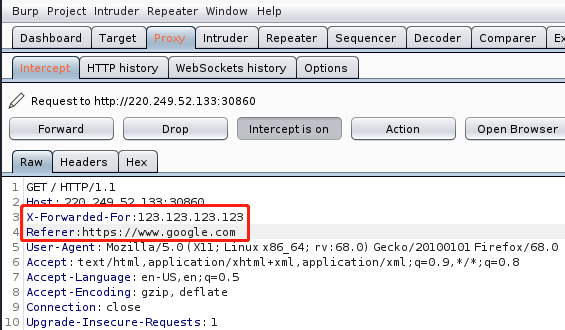 Burp Project Intruder Repeater Window Help
Dashboard Target Proxy Intruder Repeater Sequencer Decoder Comparer
Intercept HTTP history WebSockets history Options
Request to http://220.249.52.133:30860
Forward Drop Intercept is on Action Open Browser
Raw Headers Hex
1 GET / HTTP/1.1
2 Host: 220.249.52.133:30860
3 X-Forwarded-For:123.123.123.123
4 Referer:https://www.google.com
5 User-Agent: Mozilla/5.0 (X11; Linux x86_64; rv:68.0) Gecko/20100101 Firefox/68.0
6 Accept: text/html,application/xhtml+xml,application/xml;q=0.9,*/*;q=0.8
7 Accept-Language: en-US,en;q=0.5
8 Accept-Encoding: gzip, deflate
9 Connection: close
10 Upgrade-Insecure-Requests: 1